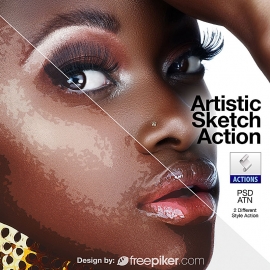 Artistic
Sketch
Action
ACTIONS
PSD
ATN
2 Different
Style Action
Design by: freepiker.com